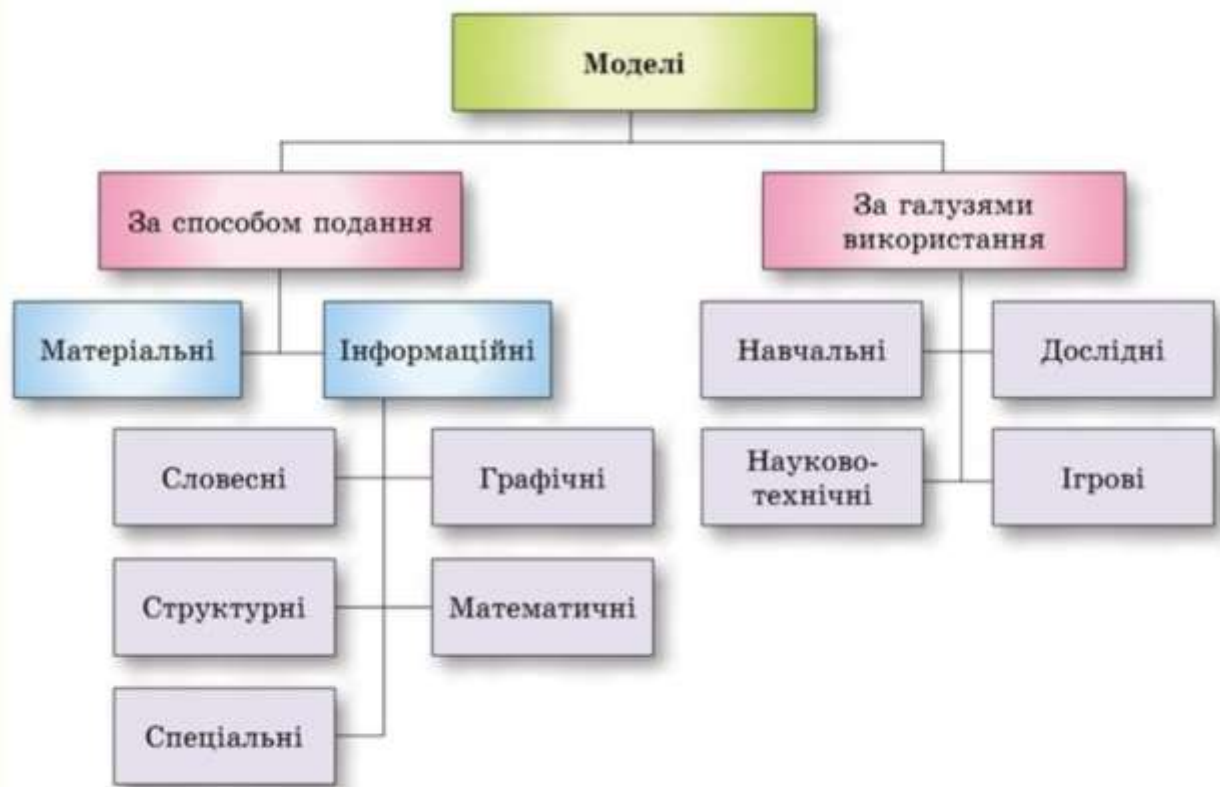 Моделі
За способом подання
За галузями
використання
Матеріальні
Інформаційні
Навчальні
Дослідні
Словесні
Графічні
Науково-
технічні
Ігрові
Структурні
Математичні
Спеціальні